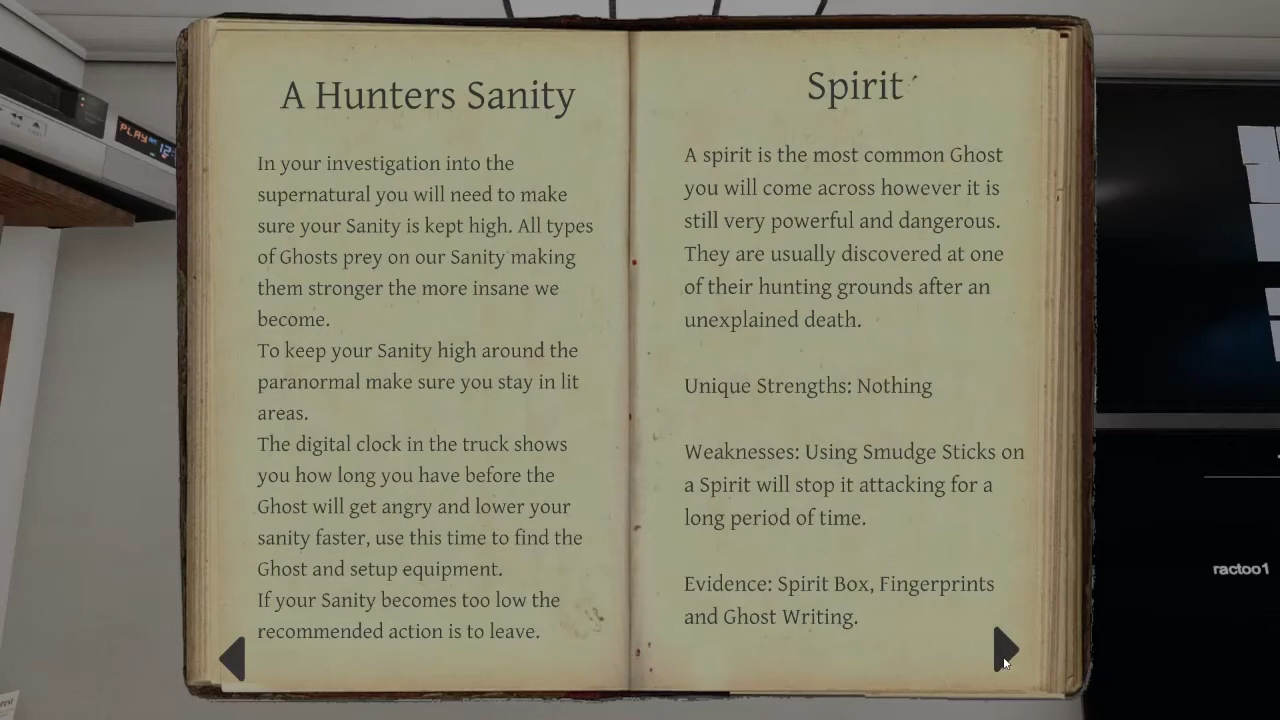 PLAY
12:
A Hunters Sanity
In your investigation into the
supernatural you will need to make
sure your Sanity is kept high. All types
of Ghosts prey on our Sanity making
them stronger the more insane we
become.
To keep your Sanity high around the
paranormal make sure you stay in lit
areas.
The digital clock in the truck shows
you how long you have before the
Ghost will get angry and lower your
sanity faster, use this time to find the
Ghost and setup equipment.
If your Sanity becomes too low the
recommended action is to leave.
Spirit
A spirit is the most common Ghost
you will come across however it is
still very powerful and dangerous.
They are usually discovered at one
of their hunting grounds after an
unexplained death.
Unique Strengths: Nothing
Weaknesses: Using Smudge Sticks on
a Spirit will stop it attacking for a
long period of time.
Evidence: Spirit Box, Fingerprints
and Ghost Writing.
ractoo1